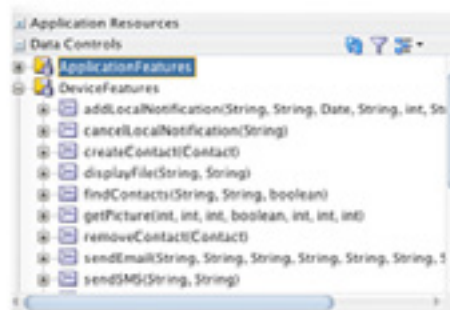 Application Resources
Data Controls
ApplicationFeatures
DeviceFeatures
addLocalNotification(String, String, Date, String, int, Str
cancelLocalNotification(String)
createContact(Contact)
displayFile(String, String)
findContacts(String, String, boolean)
getPicture(int, int, int, boolean, int, int, int)
removeContact(Contact)
sendEmail(String, String, String, String, String, String, S
sendSMS(String, String)